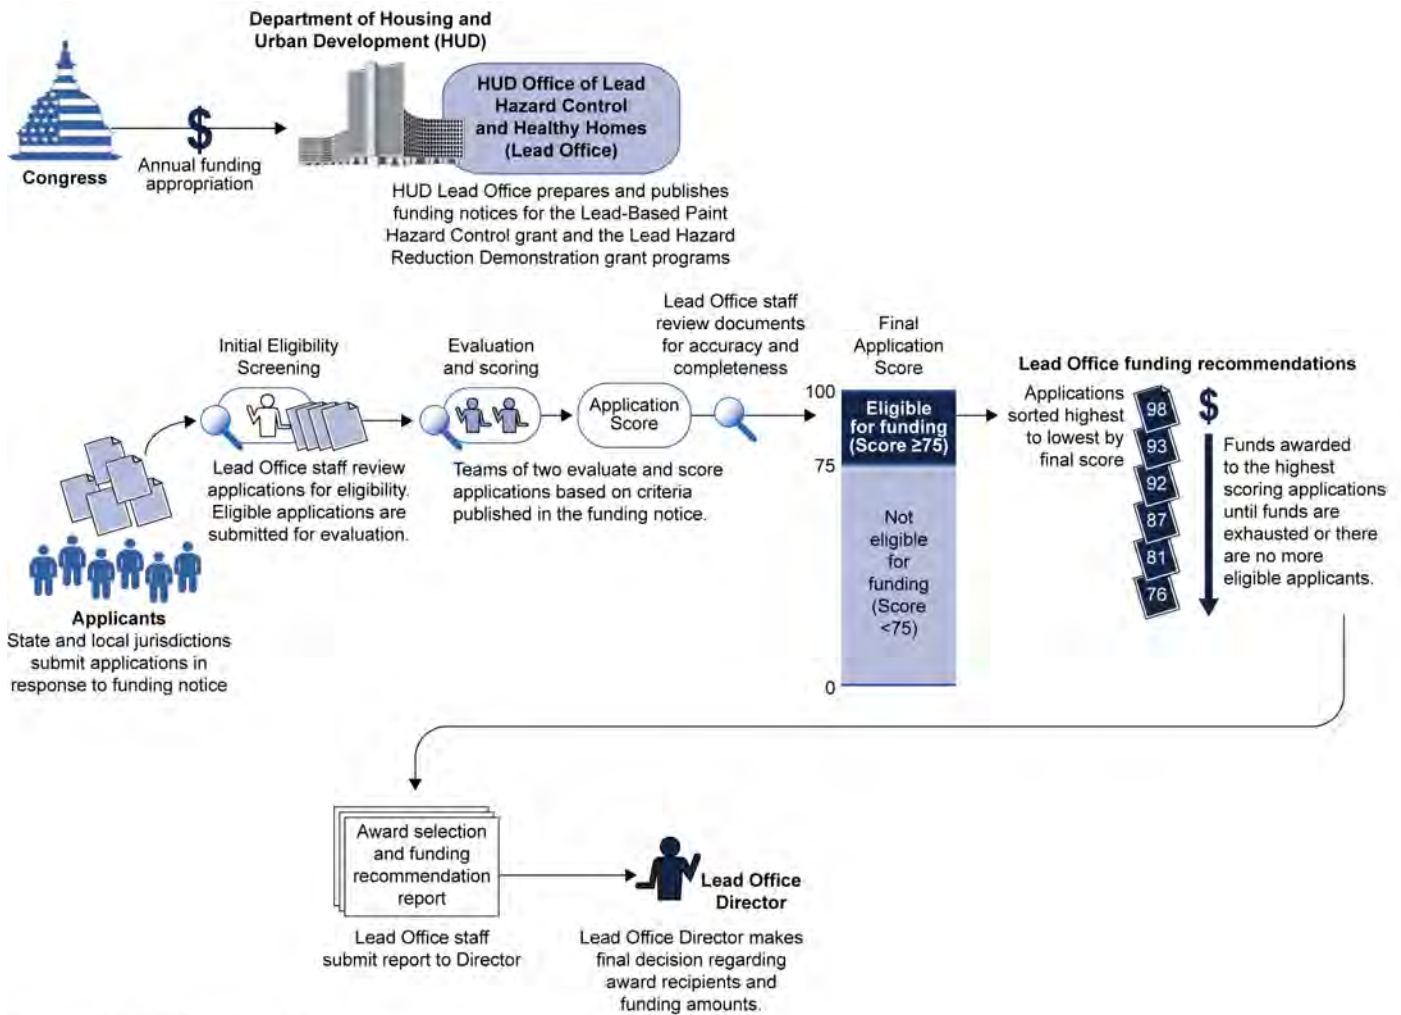 Department of Housing and
Urban Development (HUD)
HUD Office of Lead
Hazard Control
and Healthy Homes
(Lead Office)
$
Congress
Annual funding
appropriation
HUD Lead Office prepares and publishes
funding notices for the Lead-Based Paint
Hazard Control grant and the Lead Hazard
Reduction Demonstration grant programs
Applicants
State and local jurisdictions
submit applications in
response to funding notice
Initial Eligibility
Screening
Lead Office staff review
applications for eligibility.
Eligible applications are
submitted for evaluation.
Evaluation
and scoring
Teams of two evaluate and score
applications based on criteria
published in the funding notice.
Application
Score
Lead Office staff
review documents
for accuracy and
completeness
Final
Application
Score
100
75
0
Eligible
for funding
(Score ≥75)
Not
eligible
for
funding
(Score
<75)
Lead Office funding recommendations
Applications
sorted highest
to lowest by
final score
98
93
92
87
81
76
$
Funds awarded
to the highest
scoring applications
until funds are
exhausted or there
are no more
eligible applicants.
Award selection
and funding
recommendation
report
Lead Office staff
submit report to Director
Lead Office
Director
Lead Office Director makes
final decision regarding
award recipients and
funding amounts.